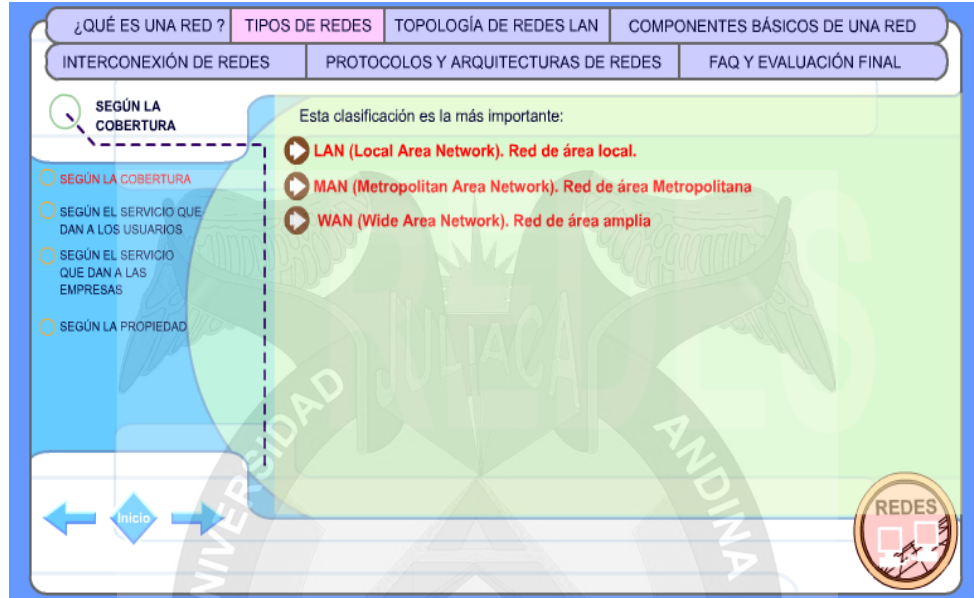 ¿QUÉ ES UNA RED ?
TIPOS DE REDES
TOPOLOGÍA DE REDES LAN
COMPONENTES BÁSICOS DE UNA RED
INTERCONEXIÓN DE REDES
PROTOCOLOS Y ARQUITECTURAS DE REDES
FAQ Y EVALUACIÓN FINAL
SEGÚN LA
COBERTURA
SEGÚN LA COBERTURA
SEGÚN EL SERVICIO QUE
DAN A LOS USUARIOS
SEGÚN EL SERVICIO
QUE DAN A LAS
EMPRESAS
SEGÚN LA PROPIEDAD
Esta clasificación es la más importante:
LAN (Local Area Network). Red de área local.
MAN (Metropolitan Area Network). Red de área Metropolitana
WAN (Wide Area Network). Red de área amplia
REDES
JULIACA
UNIVERSIDAD
ANDINA
Inicio
REDES